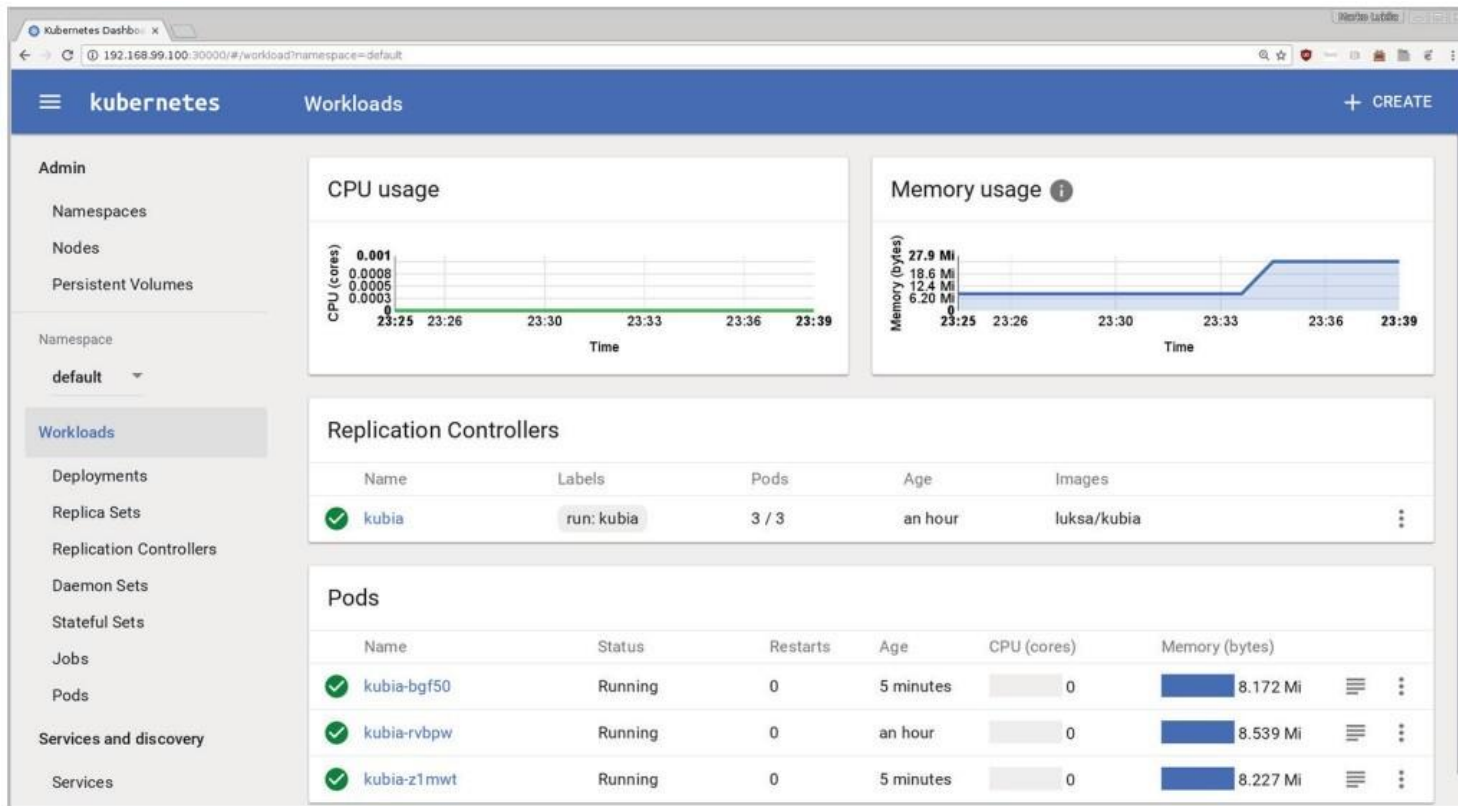 Kubernetes Dashbo
192.168.99.100:30000/#/workload?namespace=default
kubernetes
Workloads
+ CREATE
Admin
Namespaces
Nodes
Persistent Volumes
Namespace
default
Workloads
Deployments
Replica Sets
Replication Controllers
Daemon Sets
Stateful Sets
Jobs
Pods
Services and discovery
Services
CPU usage
CPU (cores)
0.001
0.0008
0.0005
0.0003
0
23:25 23:26 23:30 23:33 23:36 23:39
Time
Memory usage
Memory (bytes)
27.9 Mi
18.6 Mi
12.4 Mi
6.20 Mi
0
23:25 23:26 23:30 23:33 23:36 23:39
Time
Replication Controllers
Name Labels Pods Age Images
kubia run: kubia 3 / 3 an hour luksa/kubia
Pods
Name Status Restarts Age CPU (cores) Memory (bytes)
kubia-bgf50 Running 0 5 minutes 0 8.172 Mi
kubia-rvbpw Running 0 an hour 0 8.539 Mi
kubia-z1mwt Running 0 5 minutes 0 8.227 Mi